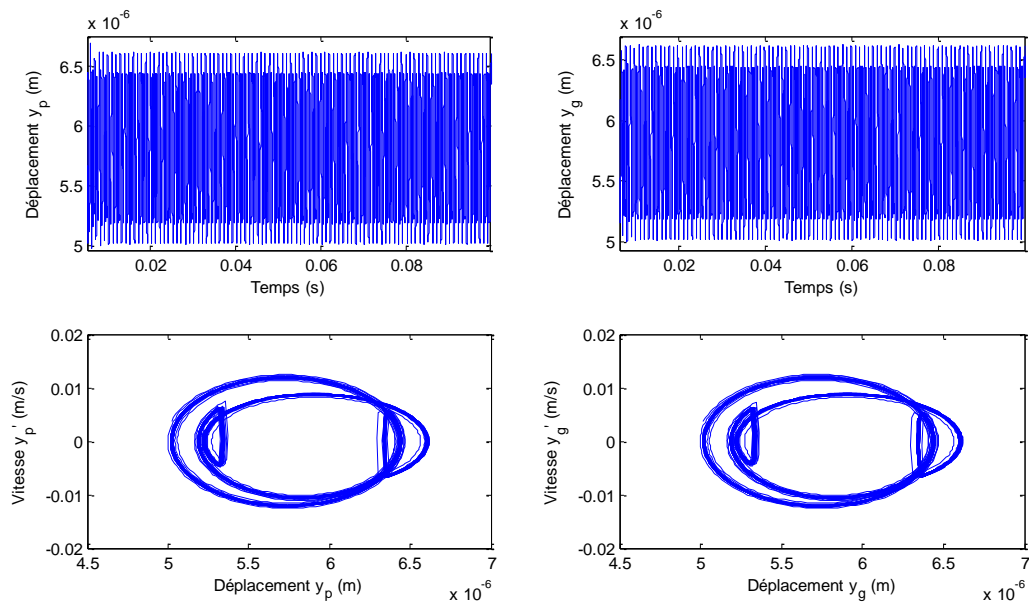 x 10^-6
6.5
6
5.5
5
0.02 0.04 0.06 0.08
Déplacement y_p (m)
Temps (s)
x 10^-6
6.5
6
5.5
5
0.02 0.04 0.06 0.08
Déplacement y_g (m)
Temps (s)
0.02
0.01
0
-0.01
-0.02
4.5 5 5.5 6 6.5 7
x 10^-6
Vitesse y_p' (m/s)
Déplacement y_p (m)
0.02
0.01
0
-0.01
-0.02
4.5 5 5.5 6 6.5 7
x 10^-6
Vitesse y_g' (m/s)
Déplacement y_g (m)